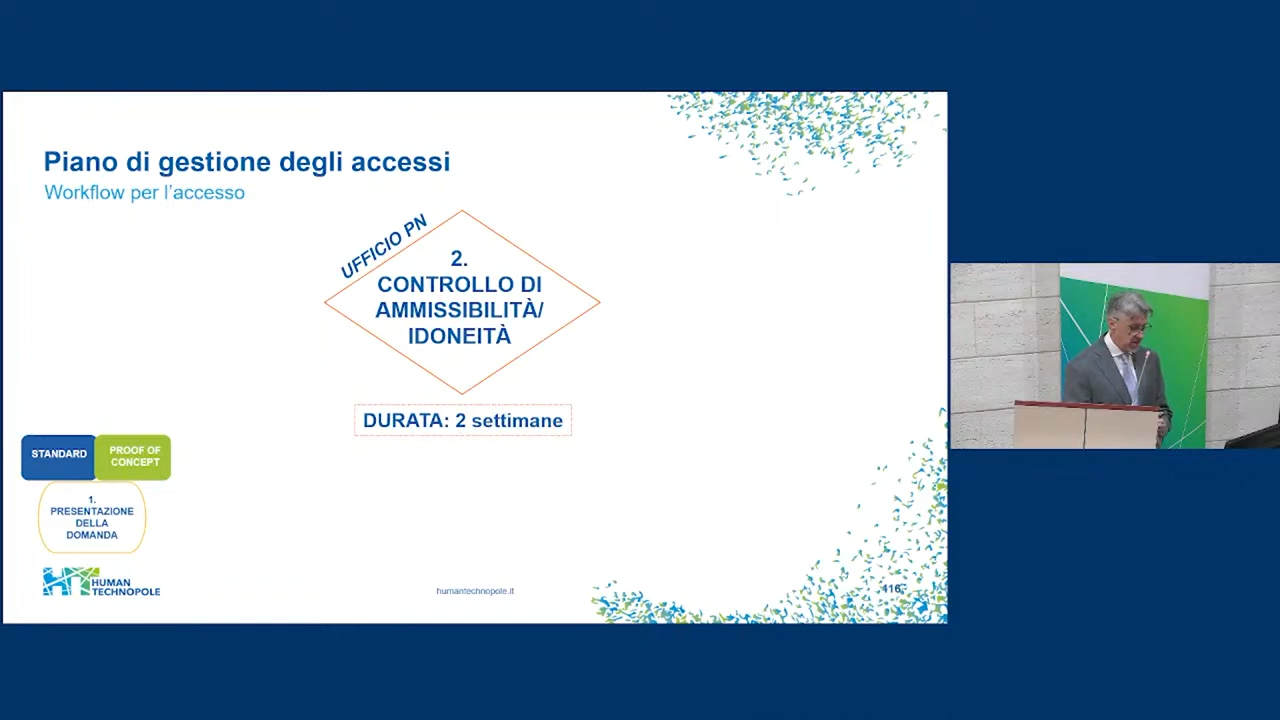 Piano di gestione degli accessi
Workflow per l'accesso
UFFICIO PN
2.
CONTROLLO DI
AMMISSIBILITÀ/
IDONEITÀ
DURATA: 2 settimane
STANDARD
PROOF OF
CONCEPT
1.
PRESENTAZIONE
DELLA
DOMANDA
HUMAN
TECHNOPOLE
humantechnopole.it
116